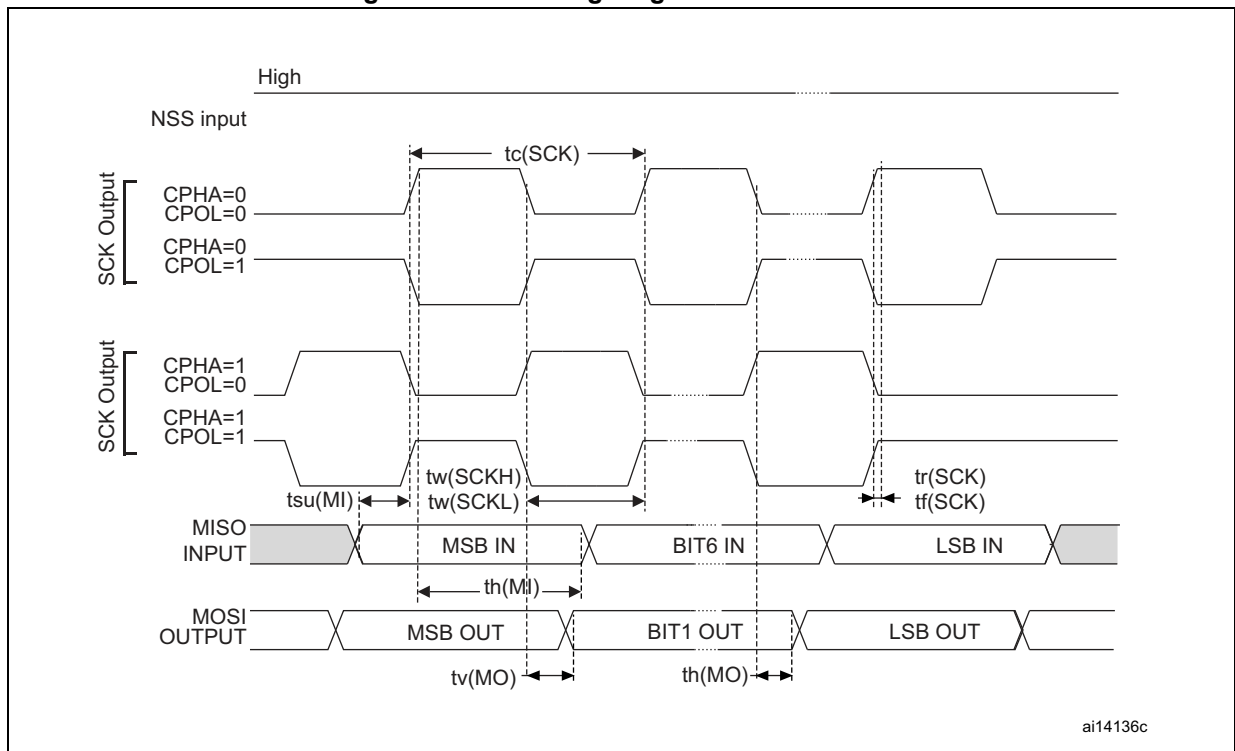 High
NSS input
tc(SCK)
SCK Output
CPHA=0
CPOL=0
CPHA=0
CPOL=1
SCK Output
CPHA=1
CPOL=0
CPHA=1
CPOL=1
tw(SCKH)
tw(SCKL)
tr(SCK)
tf(SCK)
tsu(MI)
MISO
INPUT
MSB IN
BIT6 IN
LSB IN
th(MI)
MOSI
OUTPUT
MSB OUT
BIT1 OUT
LSB OUT
tv(MO)
th(MO)
ai14136c